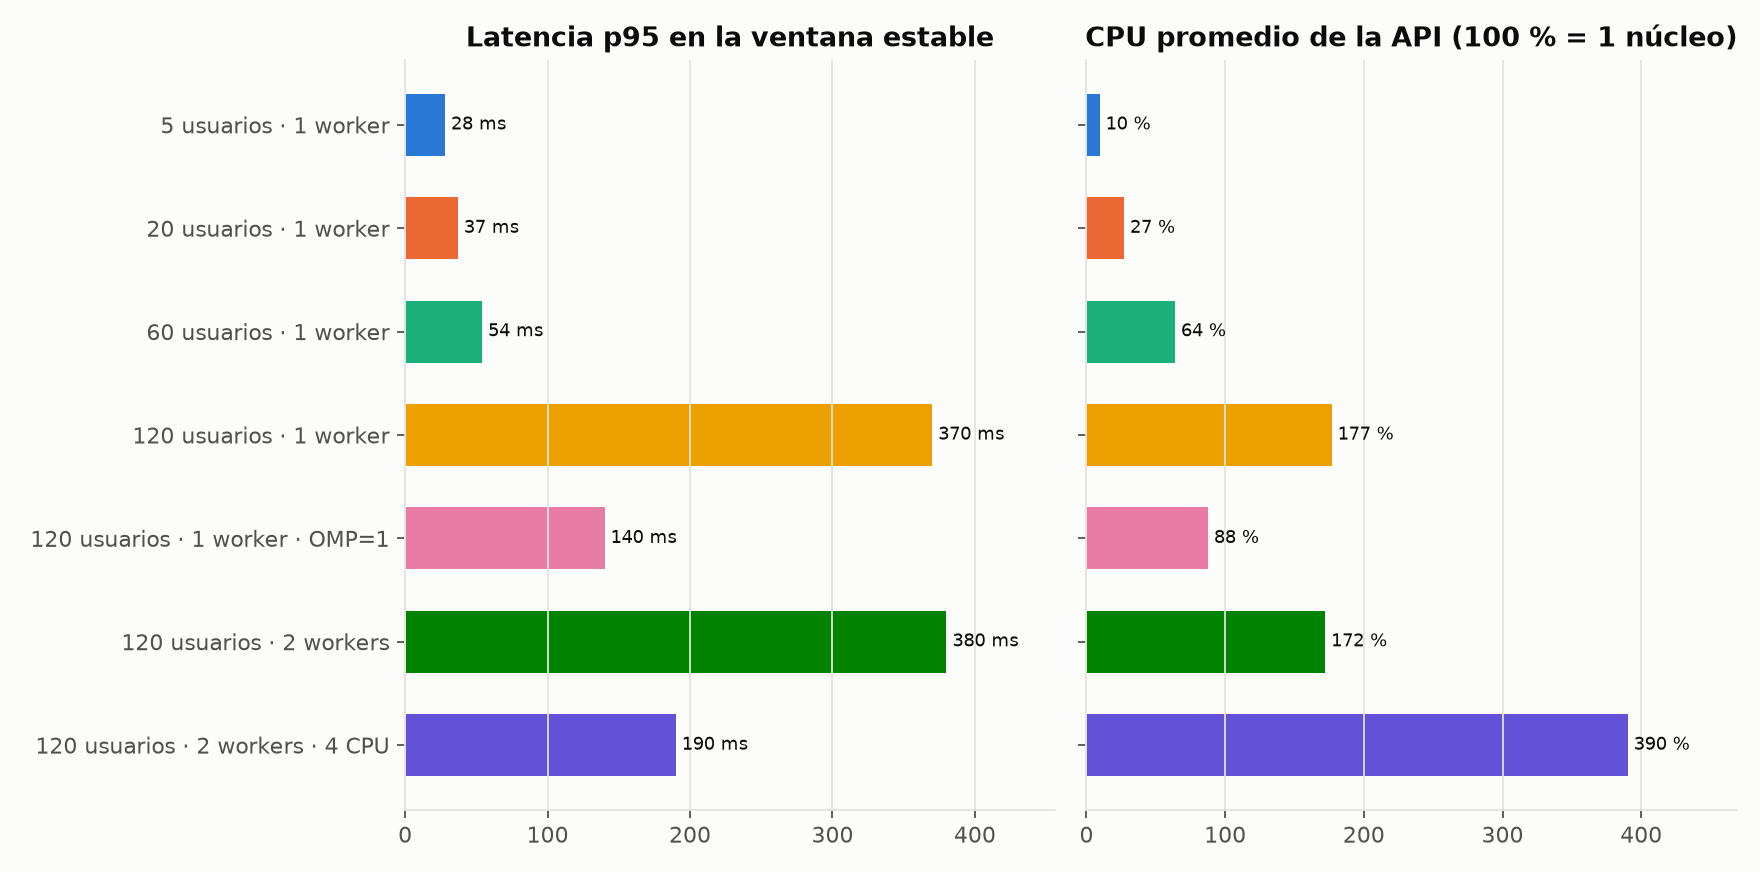 Latencia p95 en la ventana estable
5 usuarios · 1 worker
28 ms
20 usuarios · 1 worker
37 ms
60 usuarios · 1 worker
54 ms
120 usuarios · 1 worker
370 ms
120 usuarios · 1 worker · OMP=1
140 ms
120 usuarios · 2 workers
380 ms
120 usuarios · 2 workers · 4 CPU
190 ms
0 100 200 300 400
CPU promedio de la API (100 % = 1 núcleo)
10 %
27 %
64 %
177 %
88 %
172 %
390 %
0 100 200 300 400